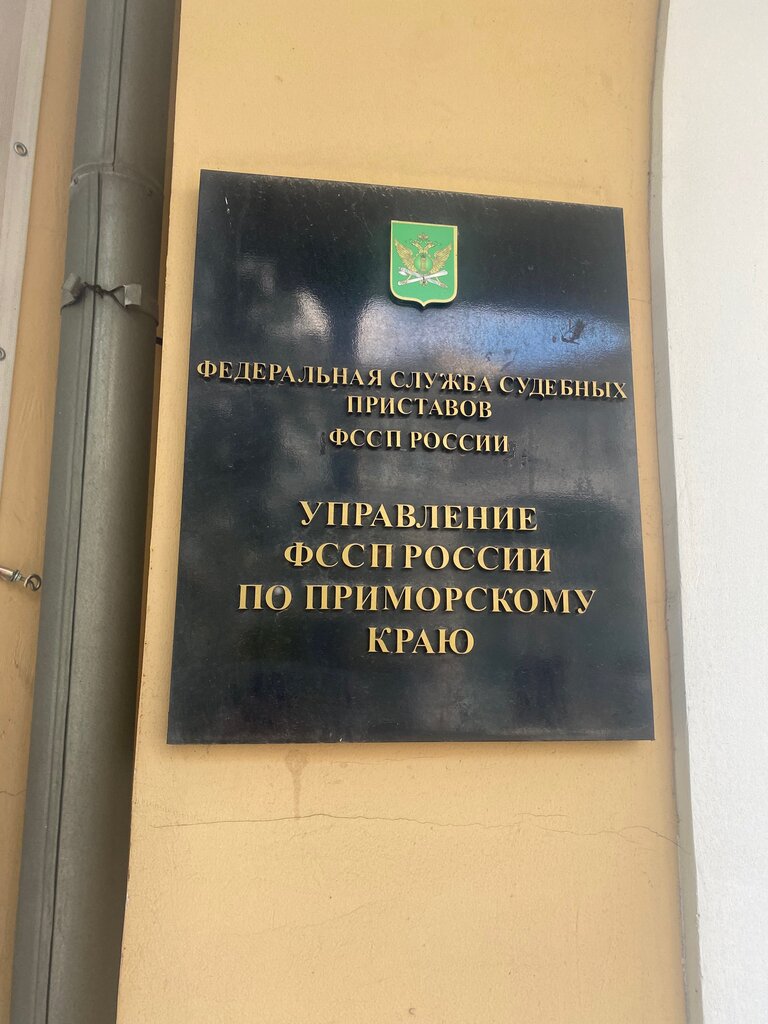 ФЕДЕРАЛЬНАЯ СЛУЖБА СУДЕБНЫХ
ПРИСТАВОВ
ФССП РОССИИ
УПРАВЛЕНИЕ
ФССП РОССИИ
ПО ПРИМОРСКОМУ
КРАЮ